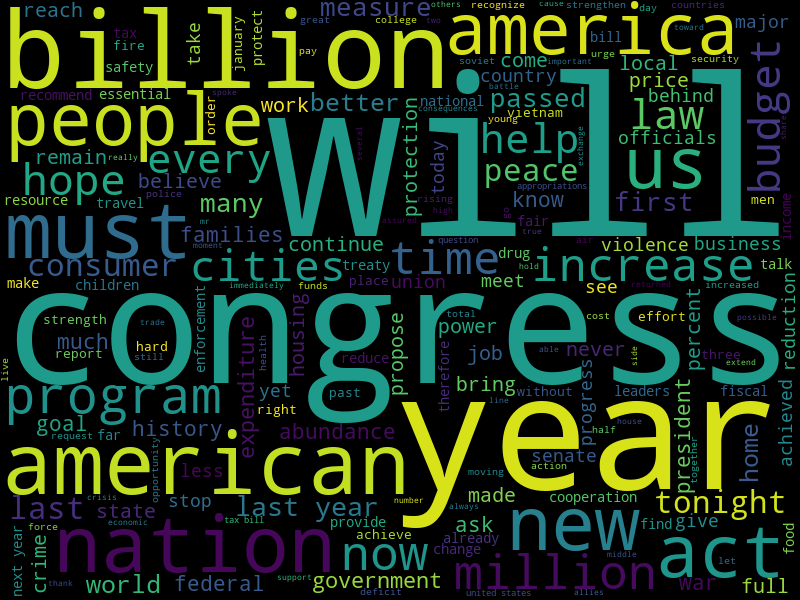 reach
take
january
protect
measure
great
college
others
recognize
cause
strengthen
day
countries
billion
america
tax
fire
safety
pay
two
soviet
important
bill
urge
toward
security
major
come
country
local
price
recommend
essential
order
spoke
work
better
national
consequences
battle
passed
behind
people
will
young
vietnam
law
budget
share
protection
several
help
exchange
officials
remain
really
every
peace
us
hope
believe
police
today
appropriations
resource
travel
many
rising
high
go
know
fair
true
first
men
income
must
mr
assured
families
moment
question
air
continue
time
drug
violence
business
consumer
cities
treaty
hold
increase
talk
make
children
immediately
funds
place
union
meet
see
returned
increased
reduction
congress
strength
trade
enforcement
housing
total
power
cost
effort
possible
much
hard
still
health
reduce
propose
therefore
job
able
never
side
percent
three
extend
report
live
expenditure
program
yet
past
bring
without
leaders
fiscal
achieved
goal
right
line
progress
half
house
president
home
request
far
history
abundance
year
senate
action
together
american
opportunity
less
stop
moving
crisis
number
cooperation
tonight
last
state
last year
made
new
force
economic
tax bill
provide
ask
find
give
food
next year
crime
nation
achieve
now
already
change
always
middle
act
let
thank
world
federal
support
government
deficit
million
united states
allies
war
full